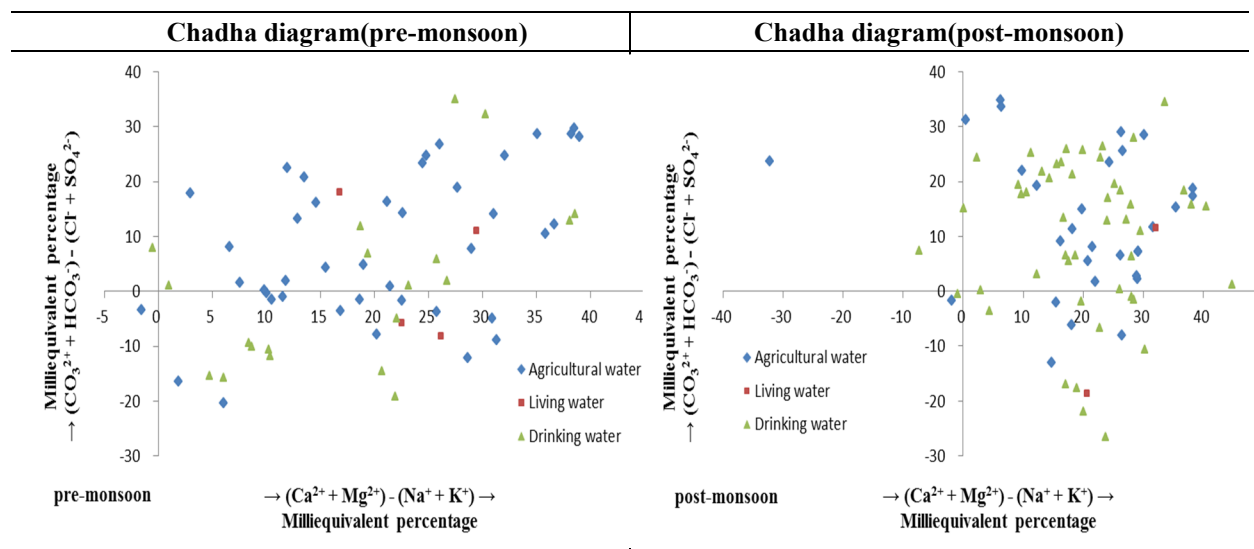 Chadha diagram(pre-monsoon)
Chadha diagram(post-monsoon)
Milliequivalent percentage
→ (CO₃²⁺ + HCO₃⁻) - (Cl⁻ + SO₄²⁻)
40
30
20
10
0
-10
-20
-30
-5
0
5
10
15
20
25
30
35
40
4
Agricultural water
Living water
Drinking water
pre-monsoon
→ (Ca²⁺ + Mg²⁺) - (Na⁺ + K⁺) →
Milliequivalent percentage
Milliequivalent percentage
→ (CO₃²⁺ + HCO₃⁻) - (Cl⁻ + SO₄²⁻)
40
30
20
10
0
-10
-20
-30
-40
-30
-20
-10
0
10
20
30
40
Agricultural water
Living water
Drinking water
post-monsoon
→ (Ca²⁺ + Mg²⁺) - (Na⁺ + K⁺) →
Milliequivalent percentage